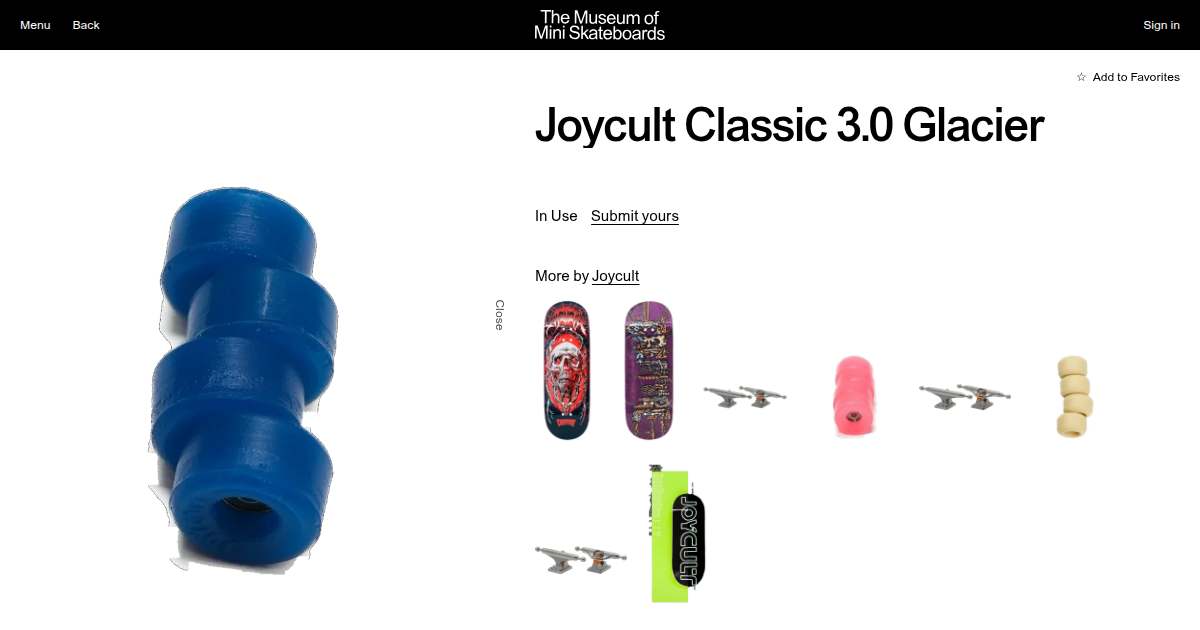 Menu
Back
The Museum of
Mini Skateboards
Sign in
☆ Add to Favorites
Joycult Classic 3.0 Glacier
In Use
Submit yours
More by Joycult
Close
JOYCULT